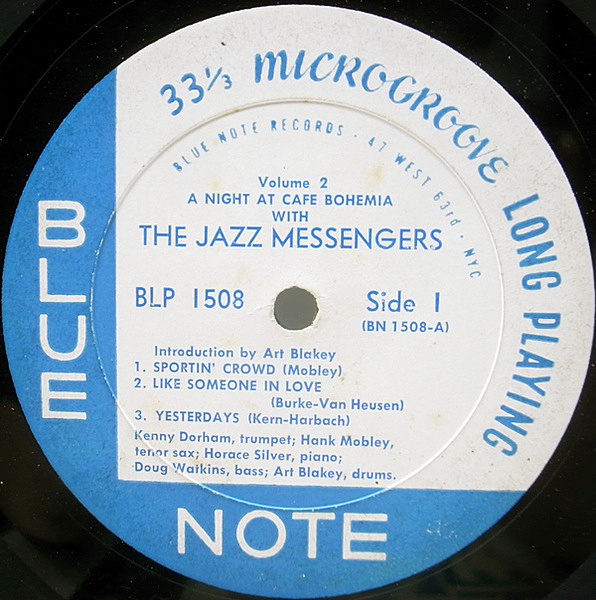 33⅓ MICROGROOVE LONG PLAYING
BLUE NOTE RECORDS · 47 WEST 63rd · NYC
Volume 2
A NIGHT AT CAFE BOHEMIA
WITH
THE JAZZ MESSENGERS
BLP 1508
Side 1
(BN 1508-A)
Introduction by Art Blakey
1. SPORTIN' CROWD (Mobley)
2. LIKE SOMEONE IN LOVE
(Burke-Van Heusen)
3. YESTERDAYS (Kern-Harbach)
Kenny Dorham, trumpet; Hank Mobley,
tenor sax; Horace Silver, piano;
Doug Watkins, bass; Art Blakey, drums.
BLUE
NOTE